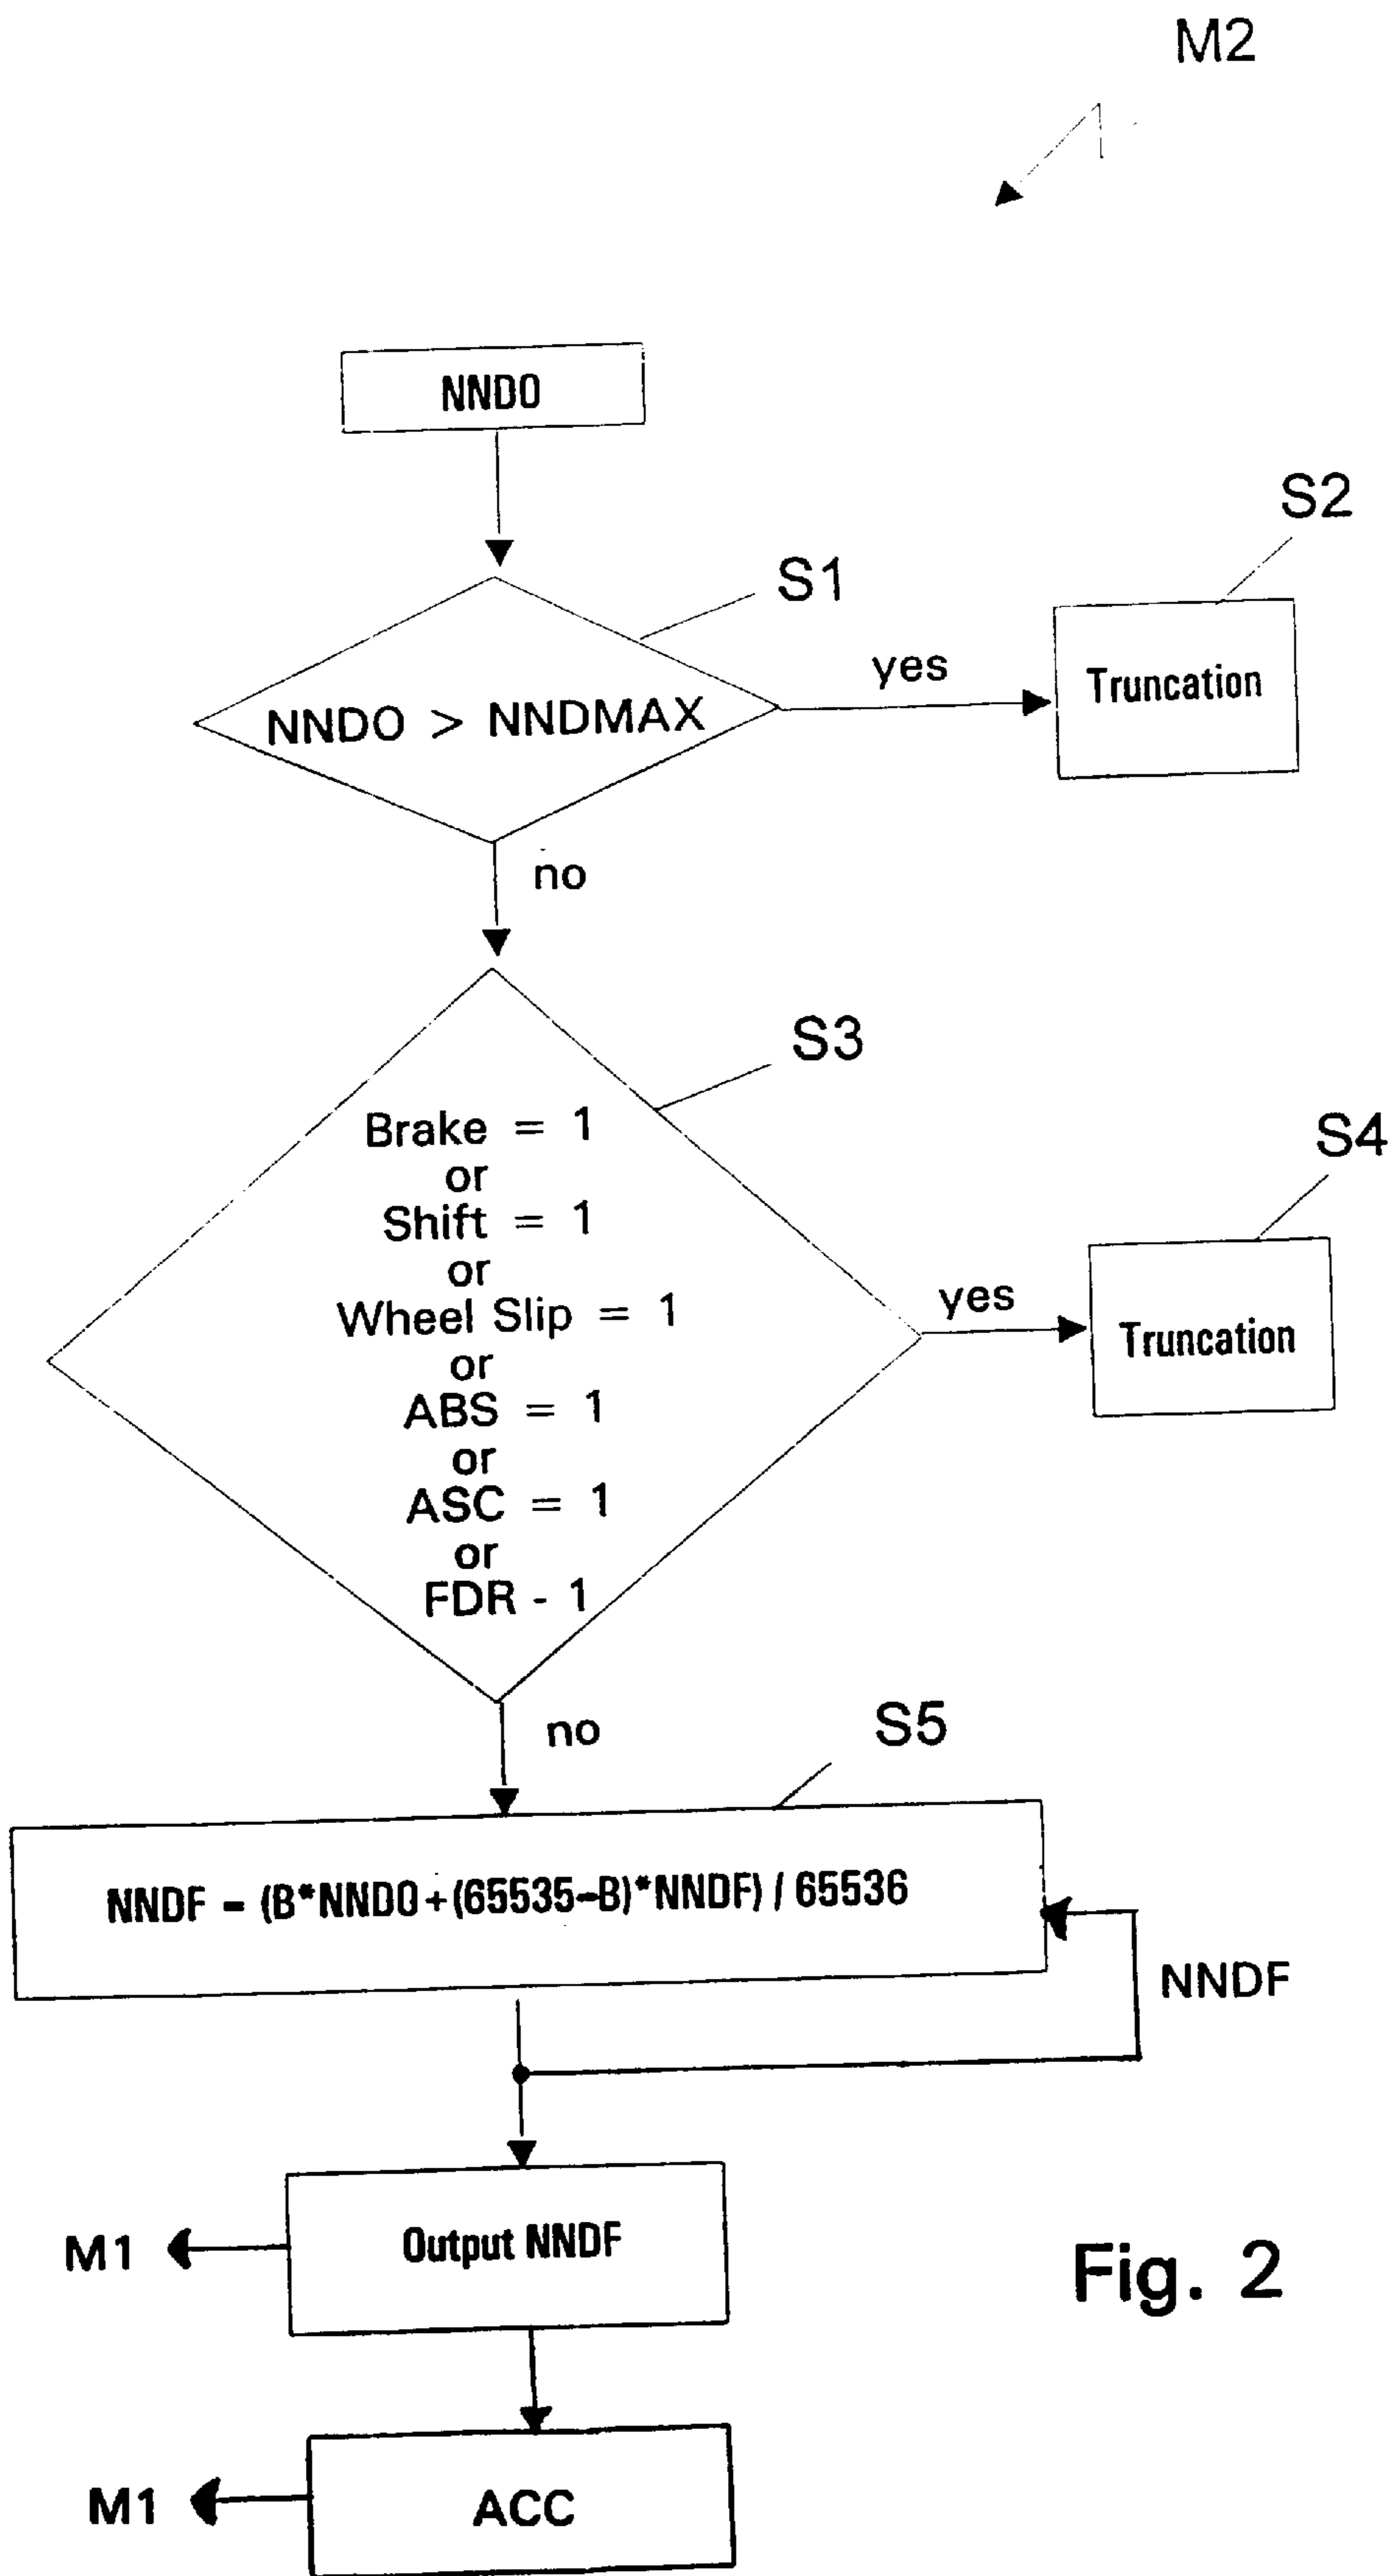 M2
NNDO
S2
S1
yes
Truncation
NNDO > NNDMAX
no
S3
Brake = 1
or
Shift = 1
or
Wheel Slip = 1
or
ABS = 1
or
ASC = 1
or
FDR - 1
S4
yes
Truncation
no
S5
NNDF - (B*NNDO+(65535-B)*NNDF) / 65536
NNDF
Output NNDF
M1
Fig. 2
ACC
M1